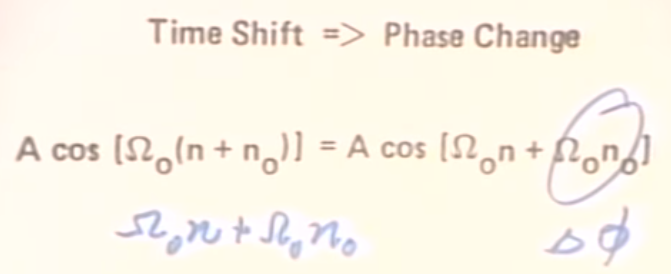 Time Shift => Phase Change
A cos [Ω₀(n + n₀)] = A cos [Ω₀n + Ω₀n₀]
Ω₀n + Ω₀n₀ Δφ